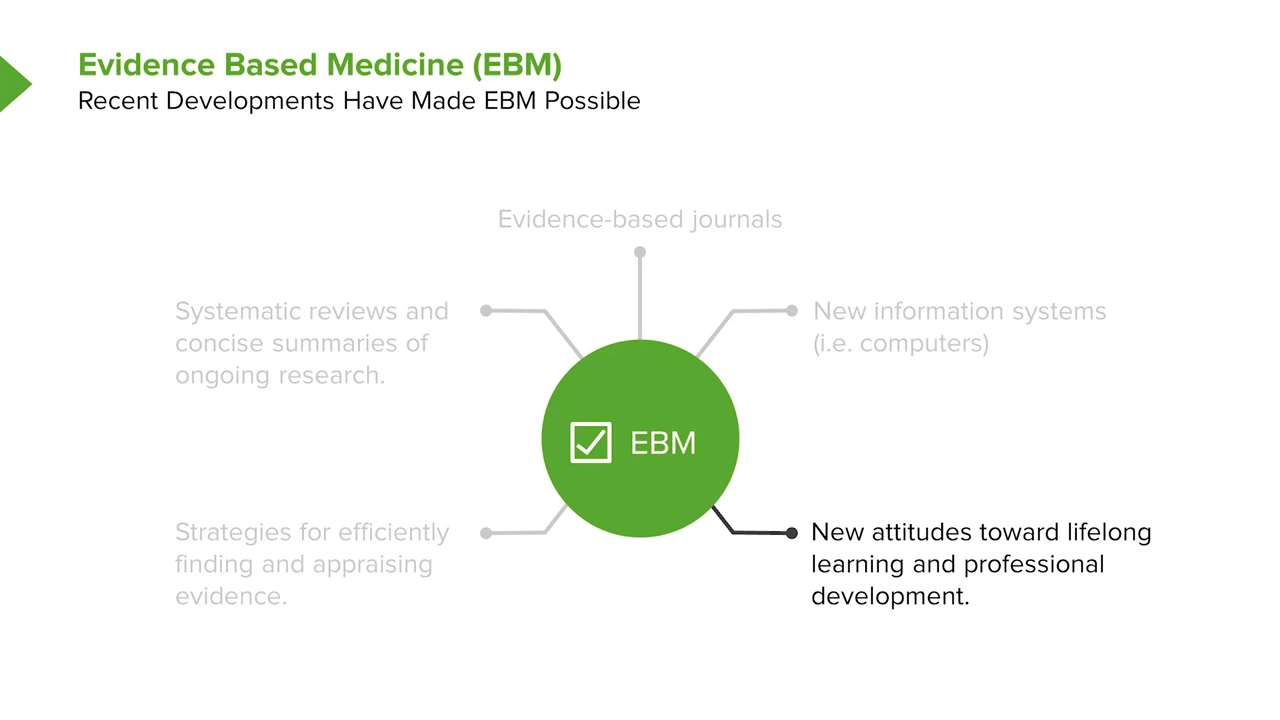 Evidence Based Medicine (EBM)
Recent Developments Have Made EBM Possible
Evidence-based journals
Systematic reviews and
concise summaries of
ongoing research.
New information systems
(i.e. computers)
EBM
Strategies for efficiently
finding and appraising
evidence.
New attitudes toward lifelong
learning and professional
development.